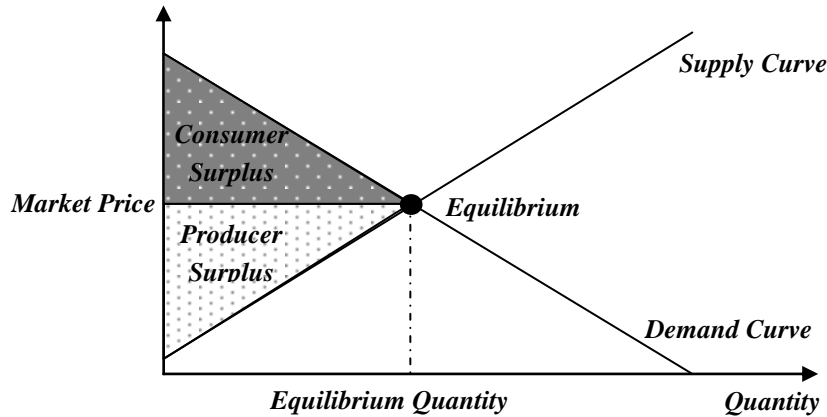 Supply Curve
Consumer
Surplus
Market Price
Equilibrium
Producer
Surplus
Demand Curve
Equilibrium Quantity
Quantity